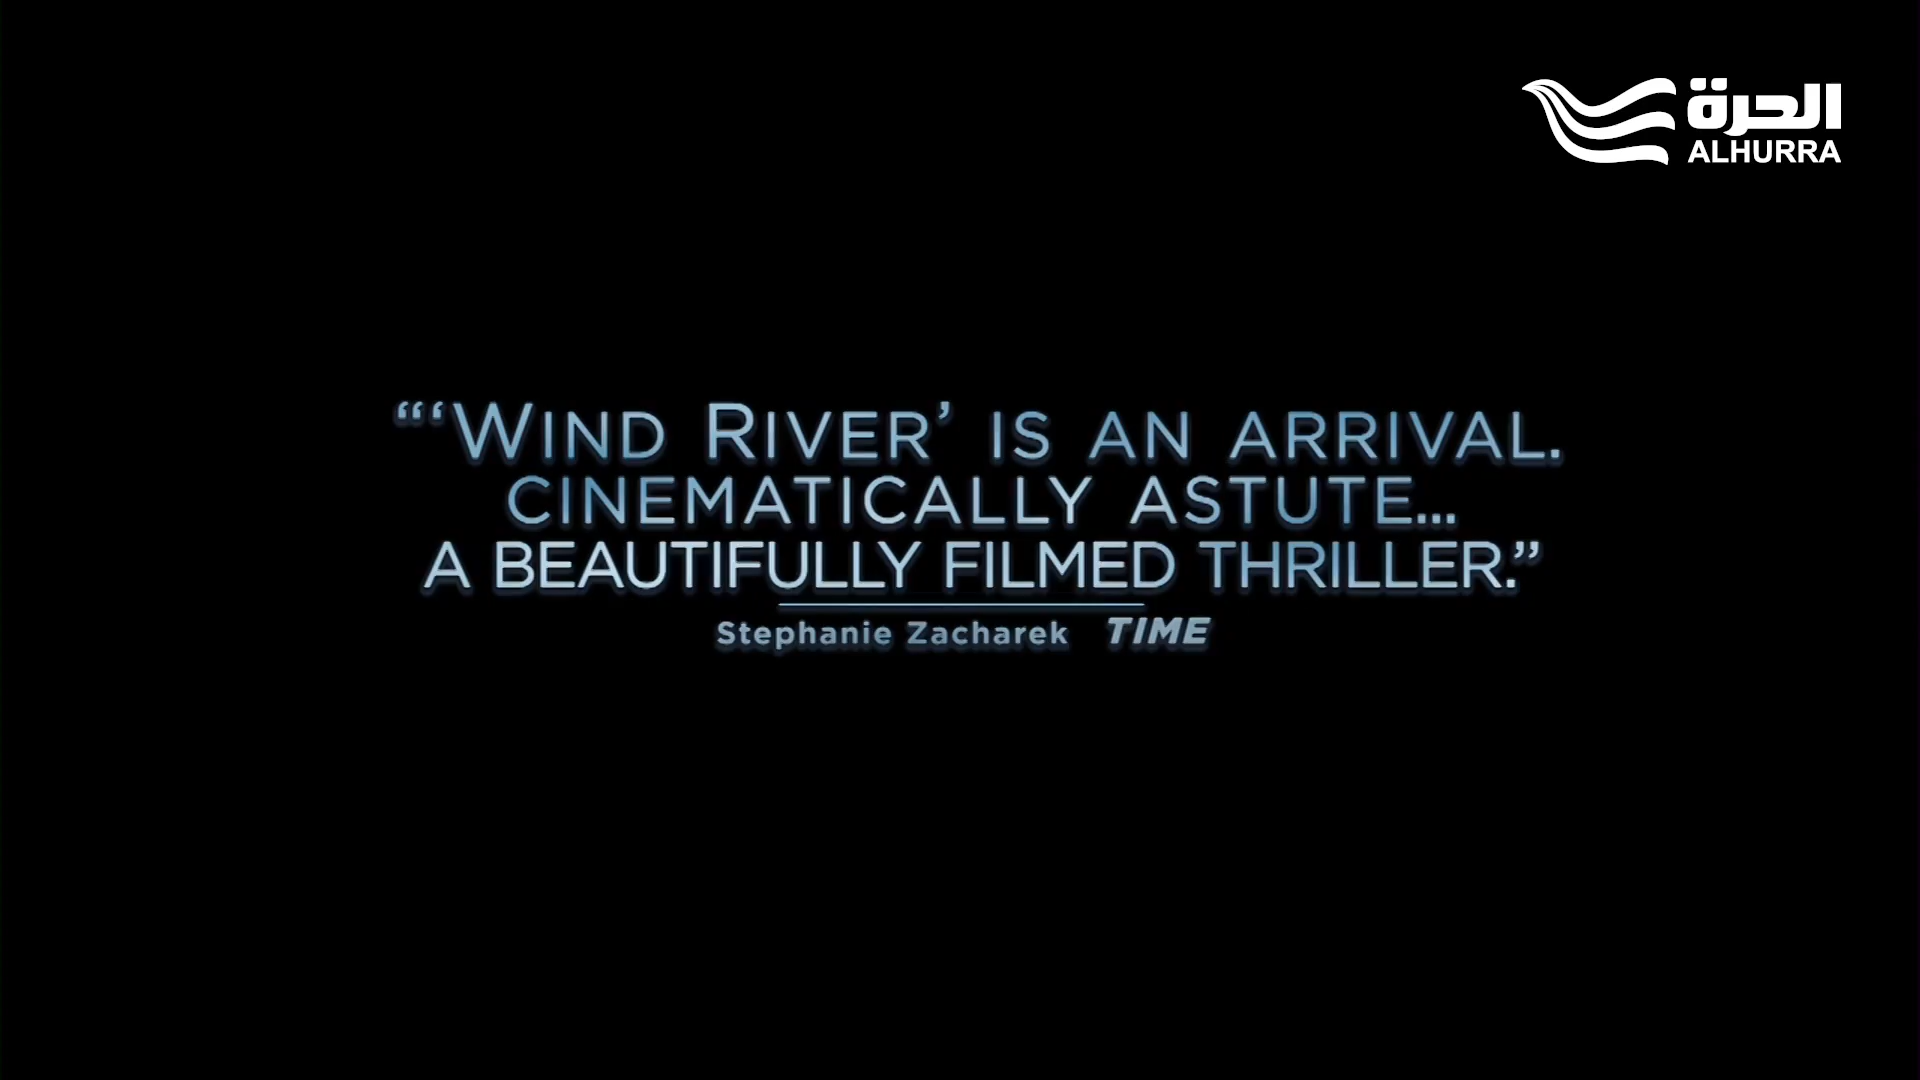 الحرة
ALHURRA
“‘WIND RIVER’ IS AN ARRIVAL.
CINEMATICALLY ASTUTE...
A BEAUTIFULLY FILMED THRILLER.”
Stephanie Zacharek TIME